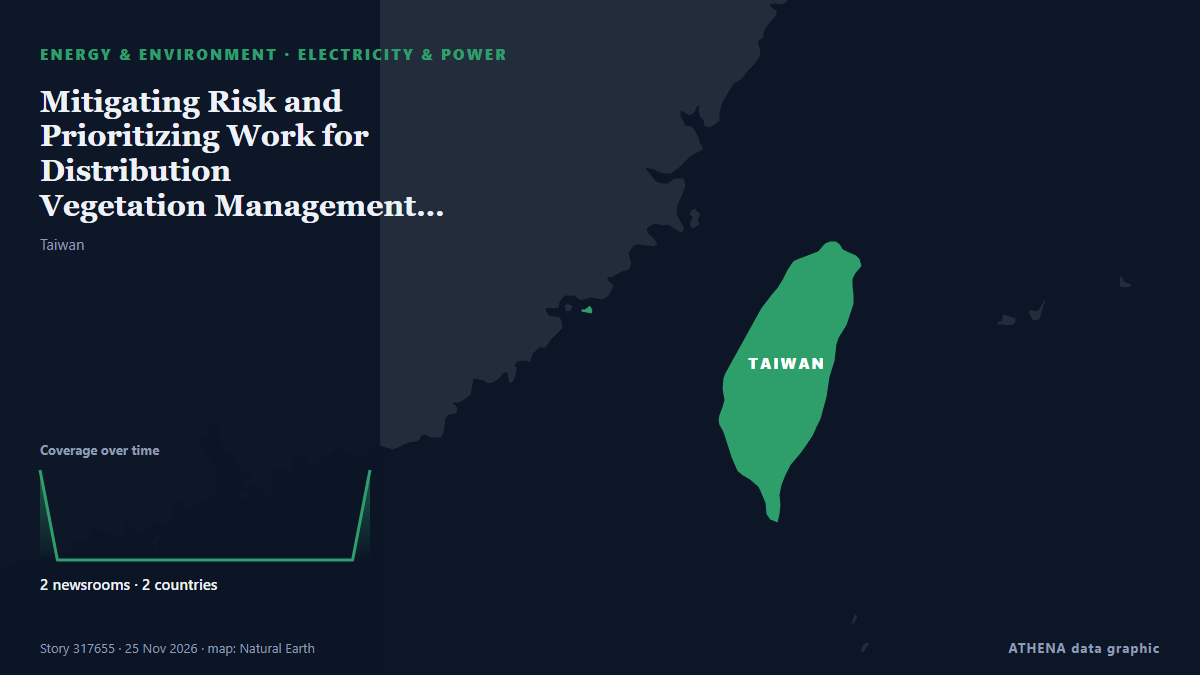 ENERGY & ENVIRONMENT · ELECTRICITY & POWER
Mitigating Risk and
Prioritizing Work for
Distribution
Vegetation Management...
Taiwan
TAIWAN
Coverage over time
2 newsrooms · 2 countries
Story 317655 · 25 Nov 2026 · map: Natural Earth
ATHENA data graphic